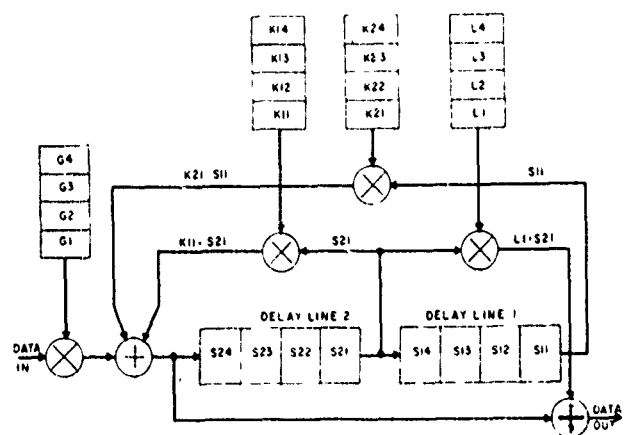 K14 K24 L4
K13 K23 L3
K12 K22 L2
K11 K21 L1
G4
G3
G2
G1
K21 · S11 S11
K11 · S21 S21 L1 · S21
DELAY LINE 2 DELAY LINE 1
DATA IN
S24 S23 S22 S21 S14 S13 S12 S11
DATA OUT